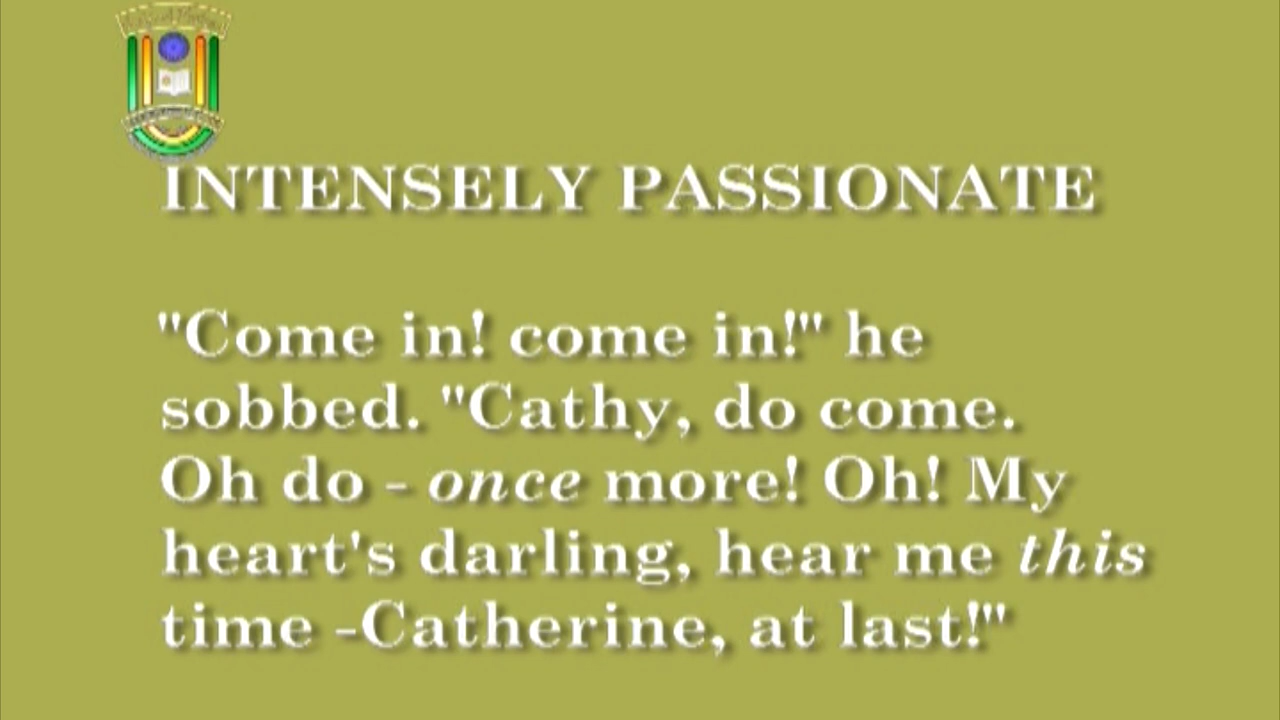 INTENSELY PASSIONATE
"Come in! come in!" he
sobbed. "Cathy, do come.
Oh do - once more! Oh! My
heart's darling, hear me this
time -Catherine, at last!"